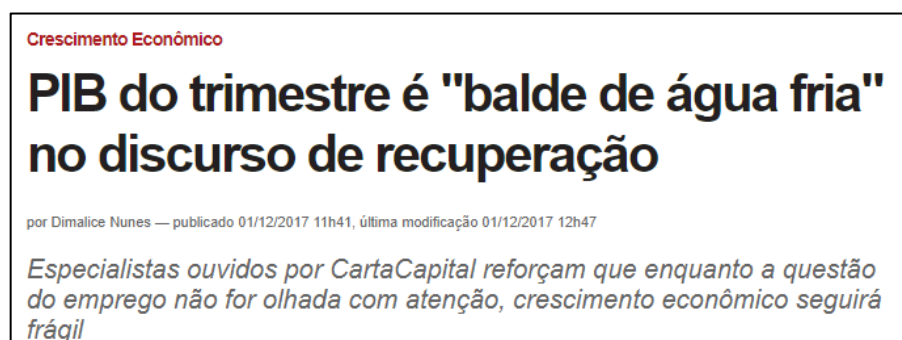 Crescimento Econômico
PIB do trimestre é "balde de água fria"
no discurso de recuperação
por Dimalice Nunes — publicado 01/12/2017 11h41, última modificação 01/12/2017 12h47
Especialistas ouvidos por CartaCapital reforçam que enquanto a questão
do emprego não for olhada com atenção, crescimento econômico seguirá
frágil